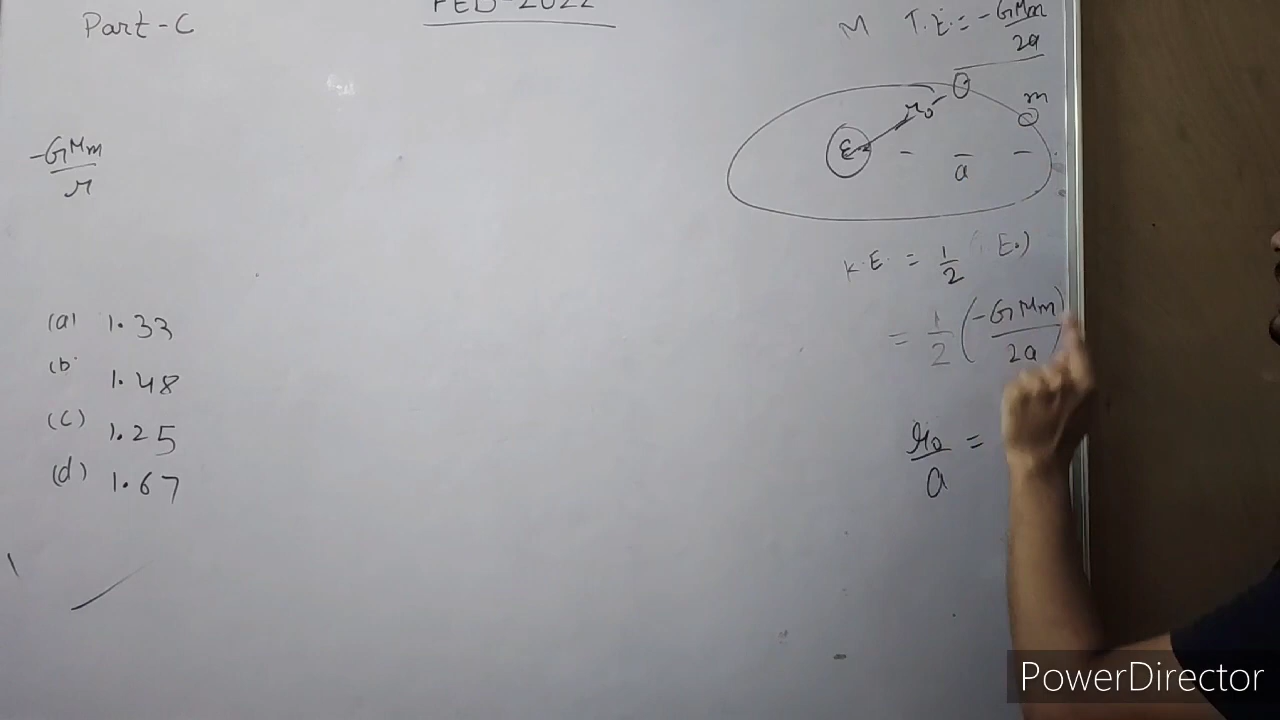 Part-C
FEB-2022
M T.E.= -GMm
2a
r₀
m
E
a
-GMm
r
K.E. = 1/2 ( E.)
= 1/2 (-GMm/2a)
(a) 1.33
(b) 1.48
(c) 1.25
(d) 1.67
r₀/a =
PowerDirector